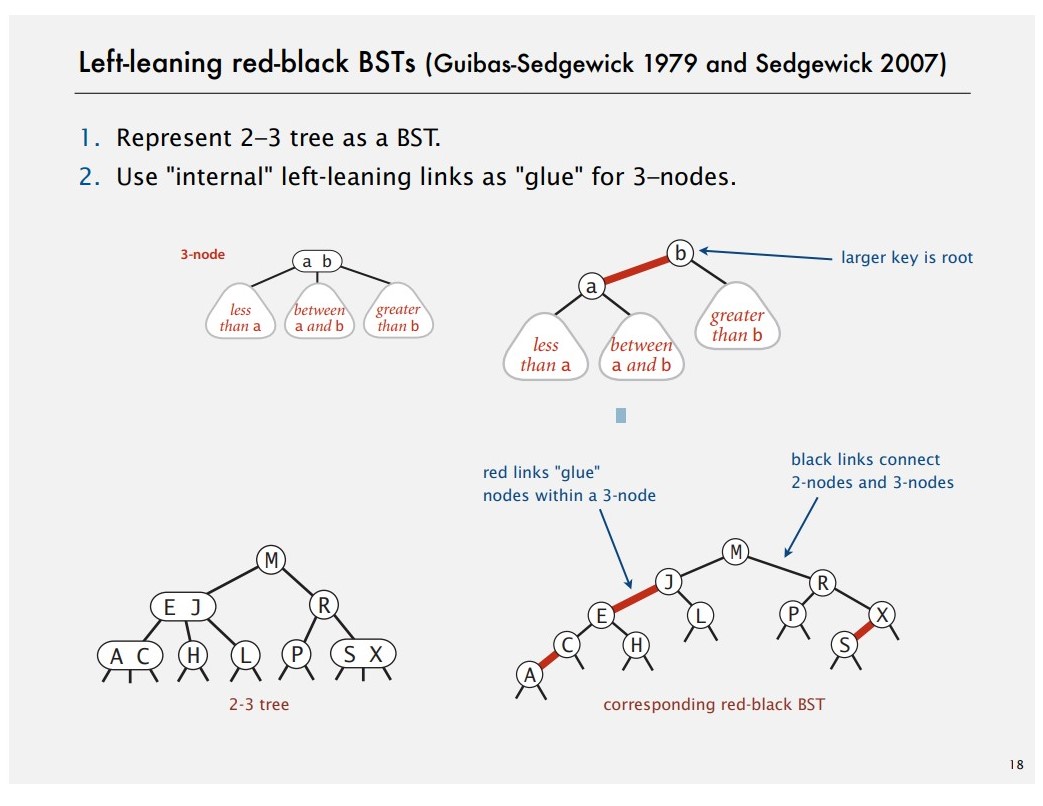 Left-leaning red-black BSTs (Guibas-Sedgewick 1979 and Sedgewick 2007)
1. Represent 2–3 tree as a BST.
2. Use "internal" left-leaning links as "glue" for 3–nodes.
3-node
a b
less
than a
between
a and b
greater
than b
b
larger key is root
a
less
than a
between
a and b
greater
than b
red links "glue"
nodes within a 3-node
black links connect
2-nodes and 3-nodes
M
E J
R
A C
H
L
P
S X
2-3 tree
M
J
R
E
L
P
X
C
H
S
A
corresponding red-black BST
18